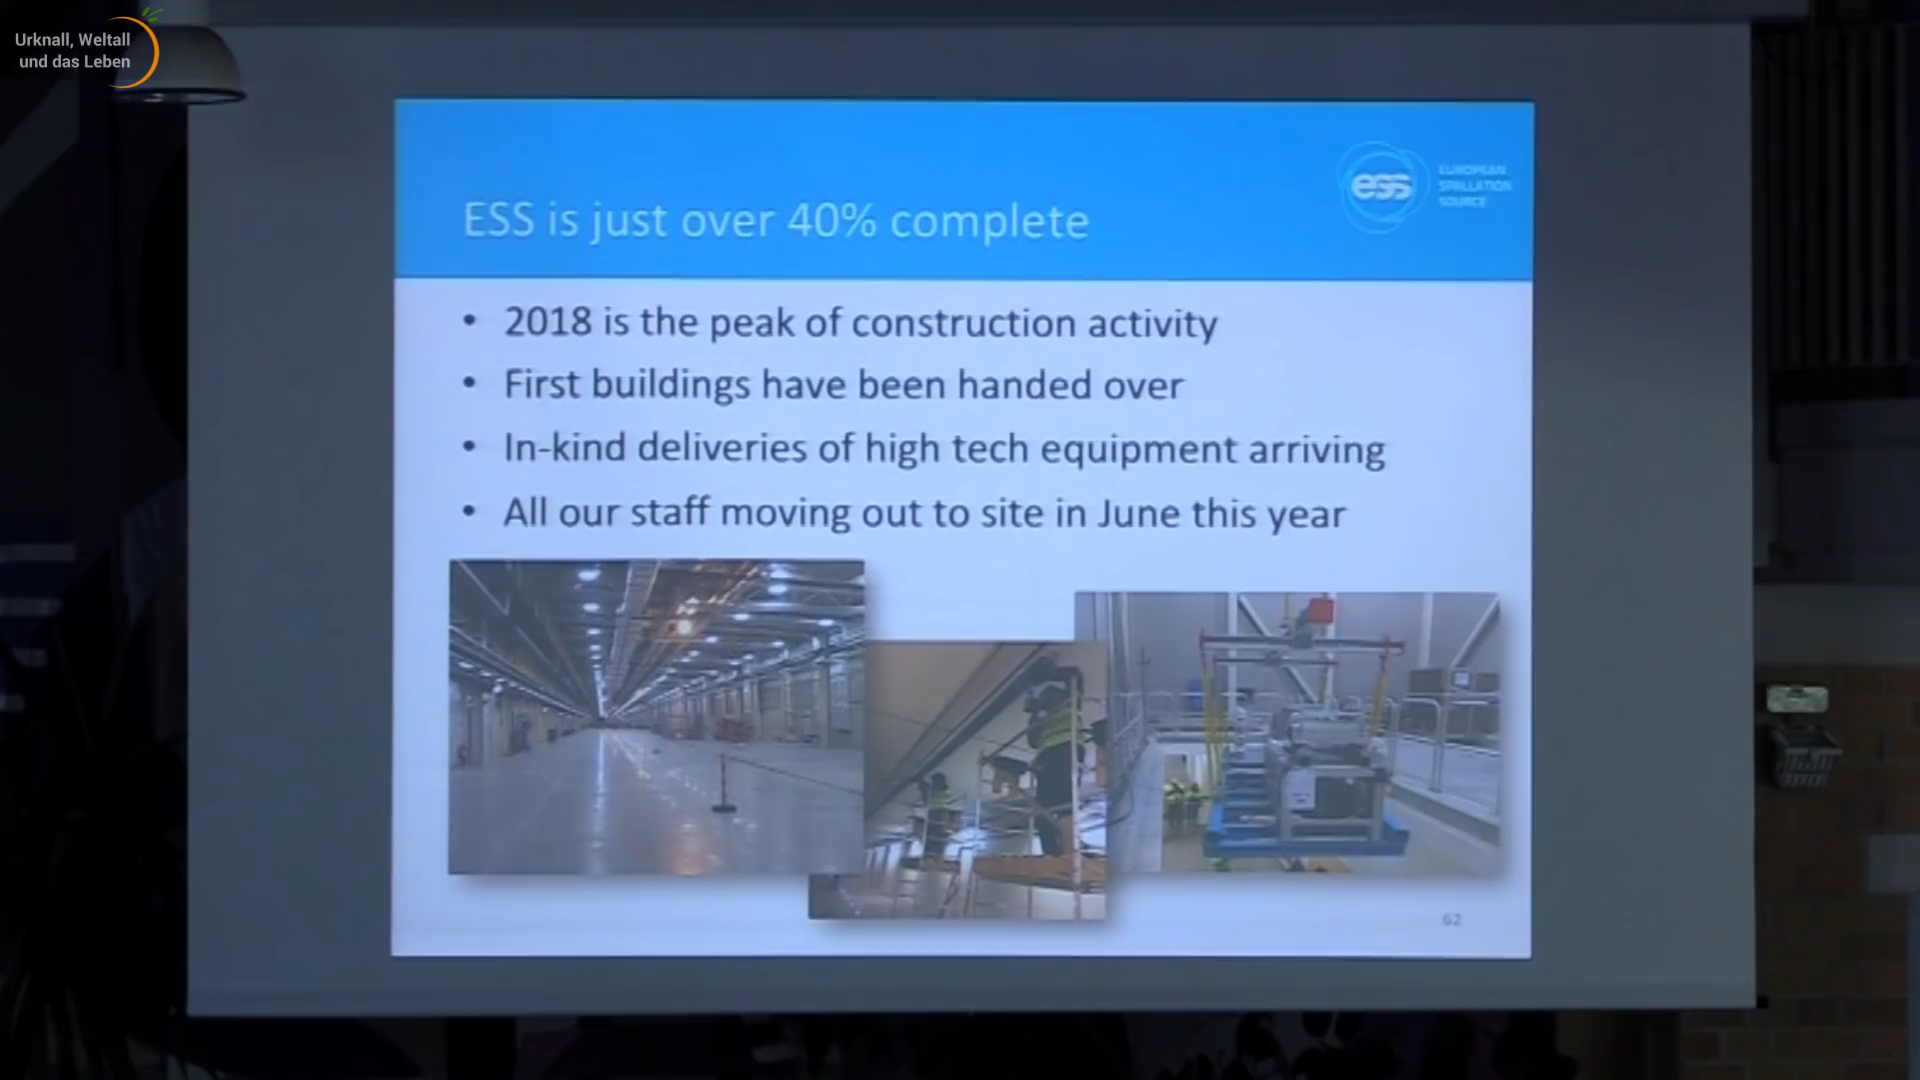 Urknall, Weltall
und das Leben
ess
EUROPEAN
SPALLATION
SOURCE
ESS is just over 40% complete
• 2018 is the peak of construction activity
• First buildings have been handed over
• In-kind deliveries of high tech equipment arriving
• All our staff moving out to site in June this year
62